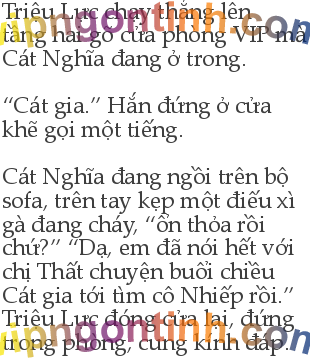 Triệu Lực chạy thẳng lên
tầng hai gõ cửa phòng VIP mà
Cát Nghĩa đang ở trong.
“Cát gia.” Hắn đứng ở cửa
khẽ gọi một tiếng.
Cát Nghĩa đang ngồi trên bộ
sofa, trên tay kẹp một điếu xì
gà đang cháy, “ổn thỏa rồi
chứ?” “Dạ, em đã nói hết với
chị Thất chuyện buổi chiều
Cát gia tới tìm cô Nhiếp rồi.”
Triệu Lực đóng cửa lại, đứng
trong phòng, cung kính đáp.